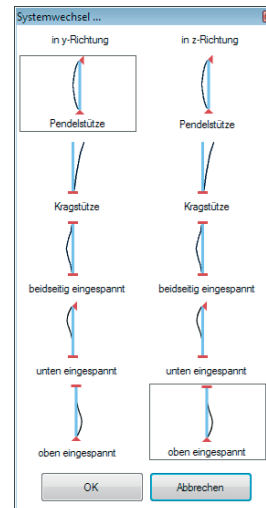 Systemwechsel ...
in y-Richtung in z-Richtung
Pendelstütze Pendelstütze
Kragstütze Kragstütze
beidseitig eingespannt beidseitig eingespannt
unten eingespannt unten eingespannt
oben eingespannt oben eingespannt
OK Abbrechen